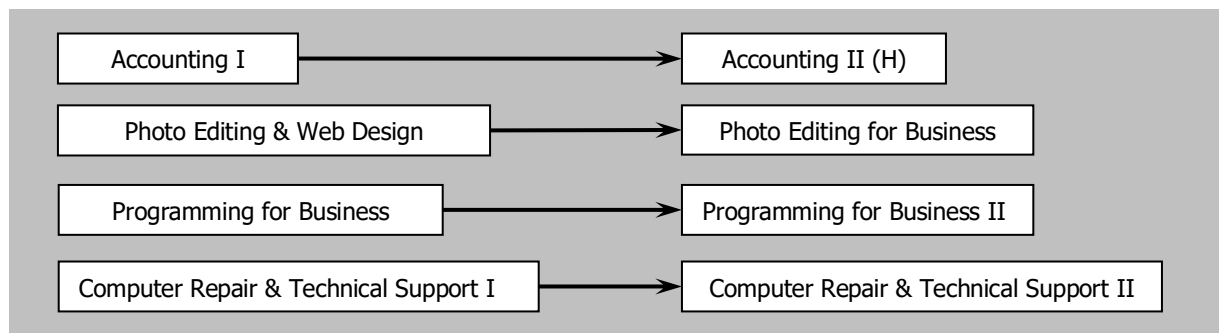 Accounting I
Accounting II (H)
Photo Editing & Web Design
Photo Editing for Business
Programming for Business
Programming for Business II
Computer Repair & Technical Support I
Computer Repair & Technical Support II